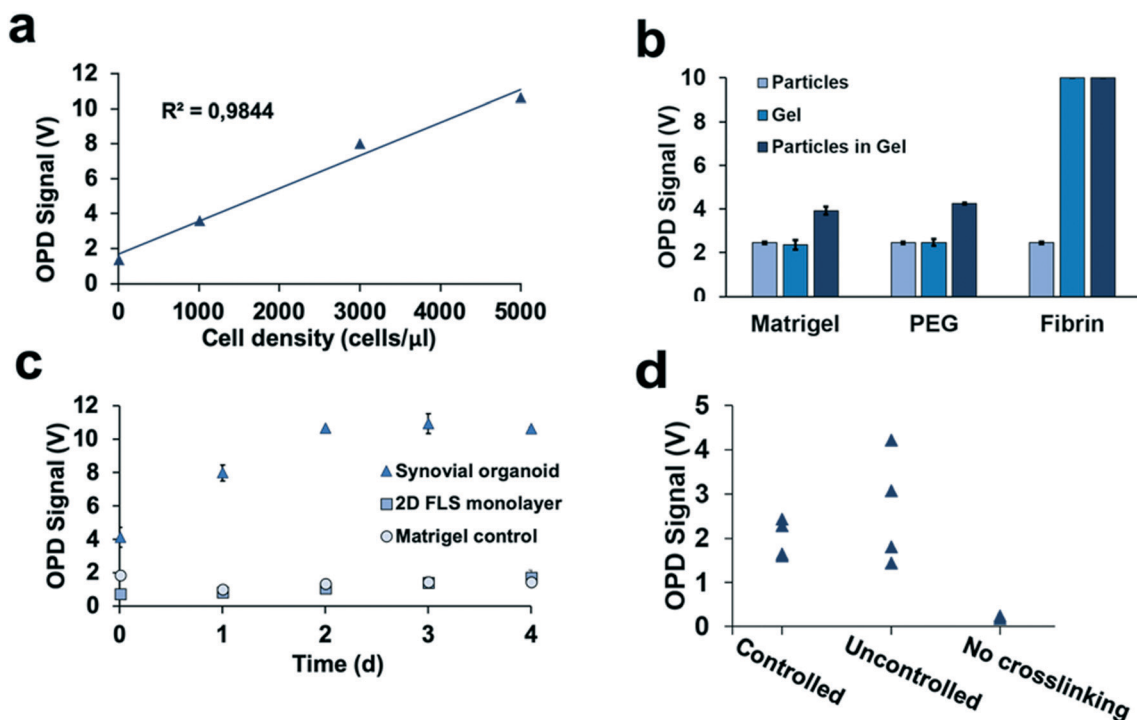 a
OPD Signal (V)
12
10
8
6
4
2
0
R² = 0,9844
0 1000 2000 3000 4000 5000
Cell density (cells/µl)
b
OPD Signal (V)
10
8
6
4
2
0
Particles
Gel
Particles in Gel
Matrigel PEG Fibrin
c
OPD Signal (V)
12
10
8
6
4
2
0
Synovial organoid
2D FLS monolayer
Matrigel control
0 1 2 3 4
Time (d)
d
OPD Signal (V)
5
4
3
2
1
0
Controlled
Uncontrolled
No crosslinking